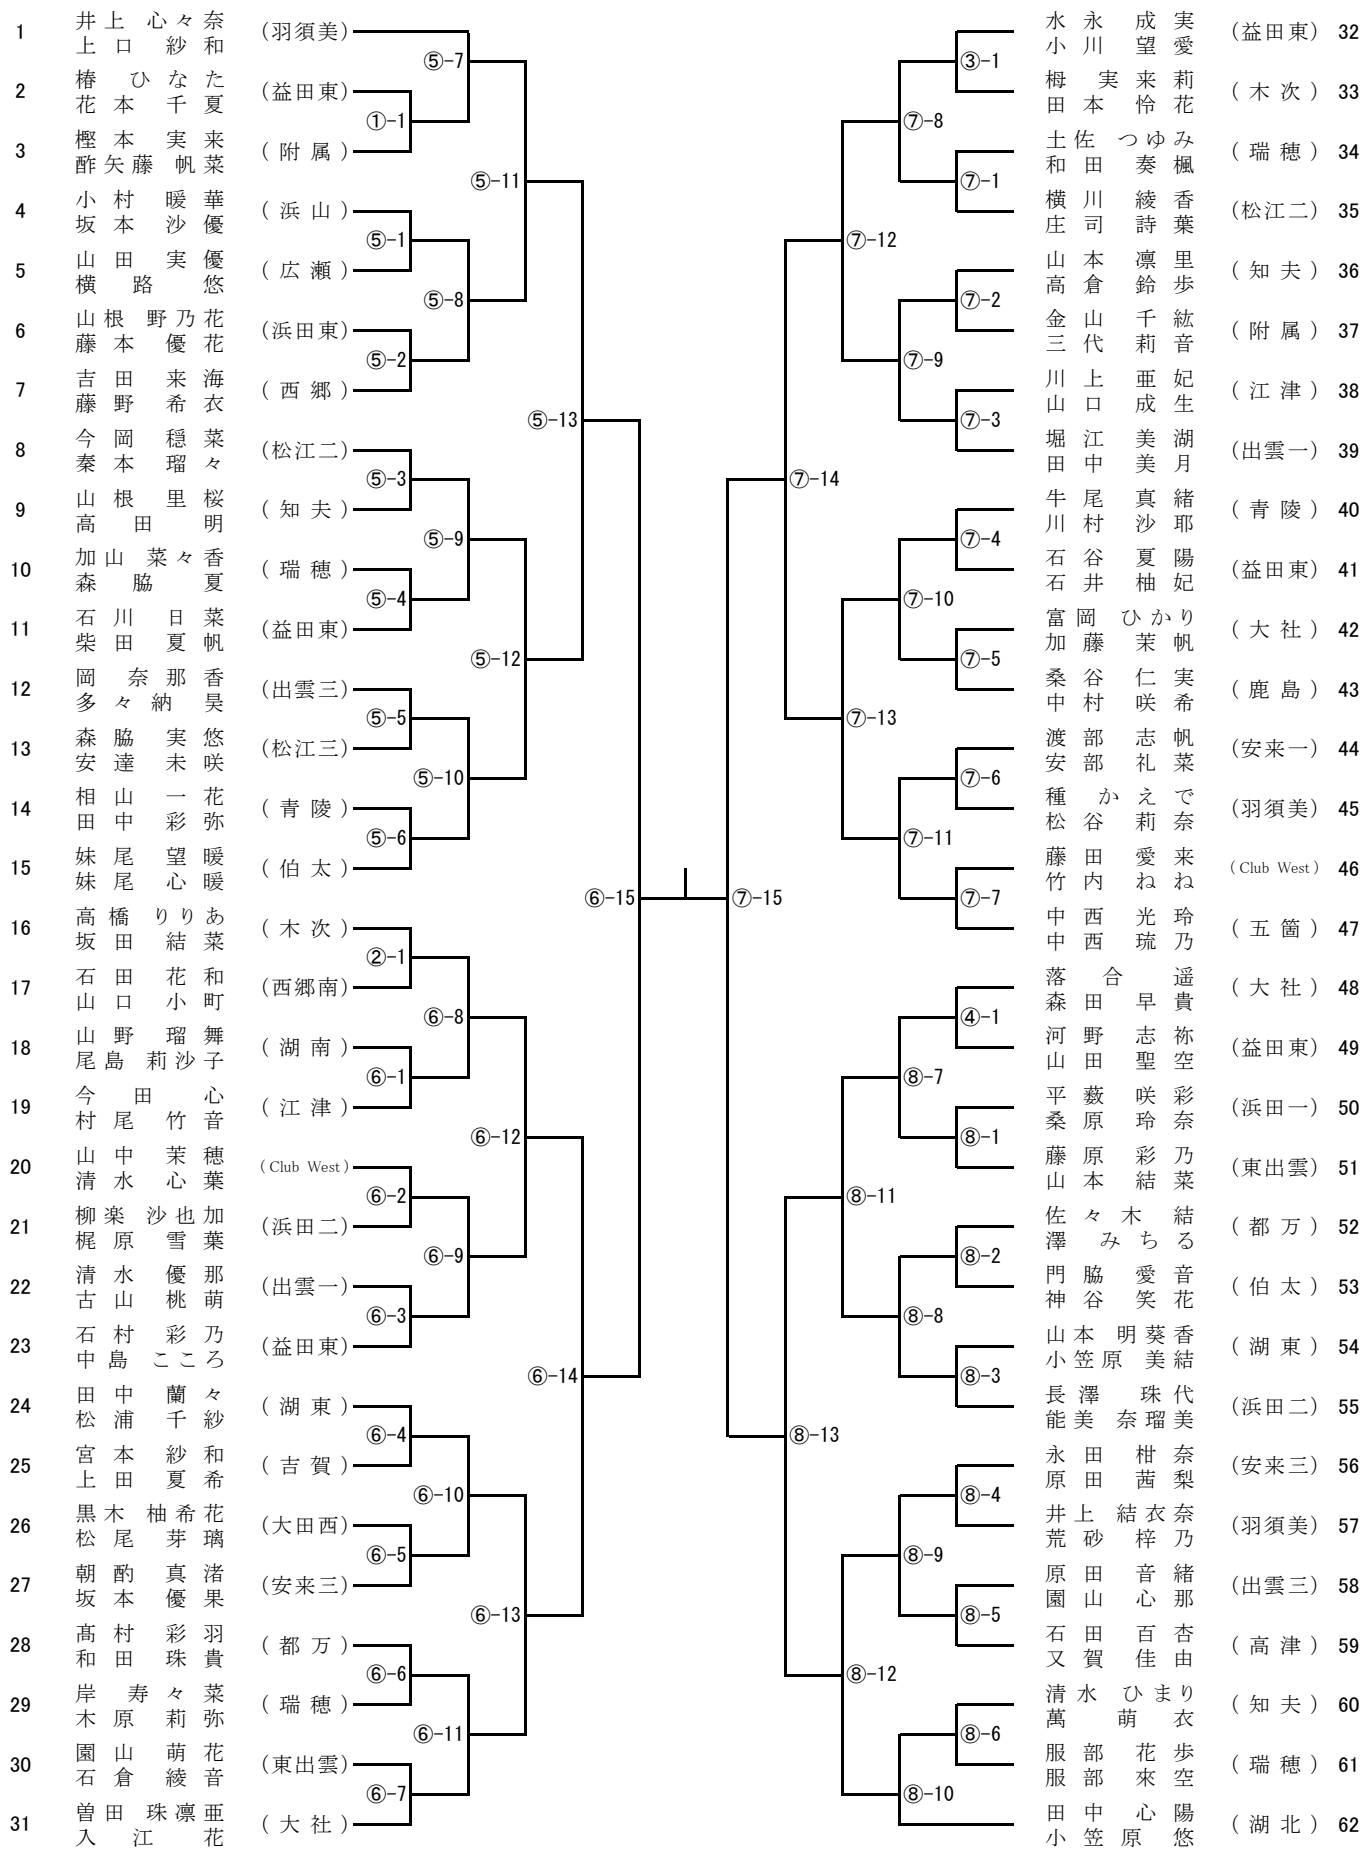 1 井上 心々奈 (羽須美)
上口 紗和
2 椿 ひなた (益田東)
花本 千夏
3 樫本 実来 (附属)
酢矢藤 帆菜
4 小村 暖華 (浜山)
坂本 沙優
5 山田 実優 (広瀬)
横路 悠
6 山根 野乃花 (浜田東)
藤本 優花
7 吉田 来海 (西郷)
藤野 希衣
8 今岡 穏菜 (松江二)
秦本 瑠々
9 山根 里桜 (知夫)
高田 明
10 加山 菜々香 (瑞穂)
森脇 夏
11 石川 日菜 (益田東)
柴田 夏帆
12 岡 奈那香 (出雲三)
多々納 昊
13 森脇 実悠 (松江三)
安達 未咲
14 相山 一花 (青陵)
田中 彩弥
15 妹尾 望暖 (伯太)
妹尾 心暖
16 高橋 りりあ (木次)
坂田 結菜
17 石田 花和 (西郷南)
山口 小町
18 山野 瑠舞 (湖南)
尾島 莉沙子
19 今田 心 (江津)
村尾 竹音
20 山中 茉穂 (Club West)
清水 心葉
21 柳楽 沙也加 (浜田二)
梶原 雪葉
22 清水 優那 (出雲一)
古山 桃萌
23 石村 彩乃 (益田東)
中島 こころ
24 田中 蘭々 (湖東)
松浦 千紗
25 宮本 紗和 (吉賀)
上田 夏希
26 黒木 柚希花 (大田西)
松尾 芽璃
27 朝酌 真渚 (安来三)
坂本 優果
28 髙村 彩羽 (都万)
和田 珠貴
29 岸 寿々菜 (瑞穂)
木原 莉弥
30 園山 萌花 (東出雲)
石倉 綾音
31 曽田 珠凛亜 (大社)
入江 花
⑤-7
①-1
⑤-11
⑤-1
⑤-8
⑤-2
⑤-13
⑤-3
⑤-9
⑤-4
⑤-12
⑤-5
⑤-10
⑤-6
⑥-15
②-1
⑥-8
⑥-1
⑥-12
⑥-2
⑥-9
⑥-3
⑥-14
⑥-4
⑥-10
⑥-5
⑥-13
⑥-6
⑥-11
⑥-7
③-1
⑦-8
⑦-1
⑦-12
⑦-2
⑦-9
⑦-3
⑦-14
⑦-4
⑦-10
⑦-5
⑦-13
⑦-6
⑦-11
⑦-7
⑦-15
④-1
⑧-7
⑧-1
⑧-11
⑧-2
⑧-8
⑧-3
⑧-13
⑧-4
⑧-9
⑧-5
⑧-12
⑧-6
⑧-10
水永 成実 (益田東) 32
小川 望愛
栂 実来莉 (木次) 33
田本 怜花
土佐 つゆみ (瑞穂) 34
和田 奏楓
横川 綾香 (松江二) 35
庄司 詩葉
山本 凛里 (知夫) 36
高倉 鈴歩
金山 千紘 (附属) 37
三代 莉音
川上 亜妃 (江津) 38
山口 成生
堀江 美湖 (出雲一) 39
田中 美月
牛尾 真緒 (青陵) 40
川村 沙耶
石谷 夏陽 (益田東) 41
石井 柚妃
富岡 ひかり (大社) 42
加藤 茉帆
桑谷 仁実 (鹿島) 43
中村 咲希
渡部 志帆 (安来一) 44
安部 礼菜
種 かえで (羽須美) 45
松谷 莉奈
藤田 愛来 (Club West) 46
竹内 ねね
中西 光玲 (五箇) 47
中西 琉乃
落合 遥 (大社) 48
森田 早貴
河野 志祢 (益田東) 49
山田 聖空
平薮 咲彩 (浜田一) 50
桑原 玲奈
藤原 彩乃 (東出雲) 51
山本 結菜
佐々木 結 (都万) 52
澤 みちる
門脇 愛音 (伯太) 53
神谷 笑花
山本 明葵香 (湖東) 54
小笠原 美結
長澤 珠代 (浜田二) 55
能美 奈瑠美
永田 柑奈 (安来三) 56
原田 茜梨
井上 結衣奈 (羽須美) 57
荒砂 梓乃
原田 音緒 (出雲三) 58
園山 心那
石田 百杏 (高津) 59
又賀 佳由
清水 ひまり (知夫) 60
萬 萌衣
服部 花歩 (瑞穂) 61
服部 來空
田中 心陽 (湖北) 62
小笠原 悠